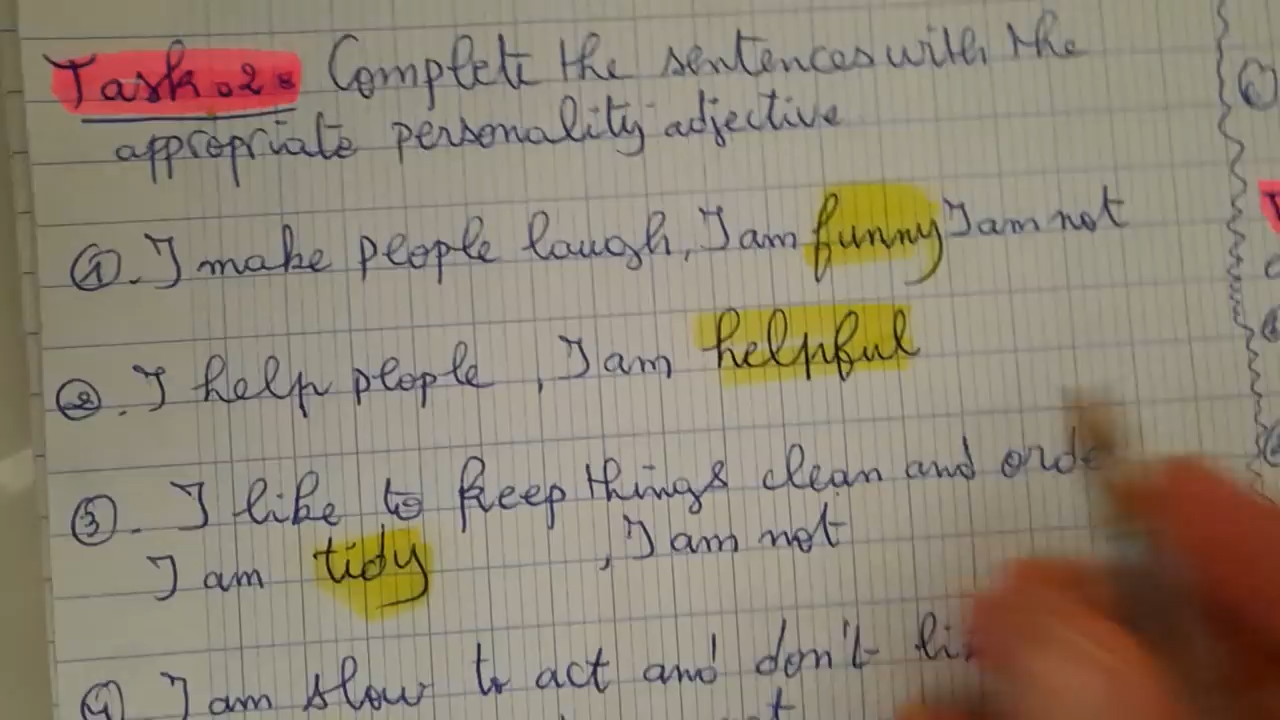 Task 02: Complete the sentences with the
appropriate personality adjective
①. I make people laugh, I am funny I am not
②. I help people, I am helpful
③. I like to keep things clean and orde
I am tidy , I am not
④ I am slow to act and don't li